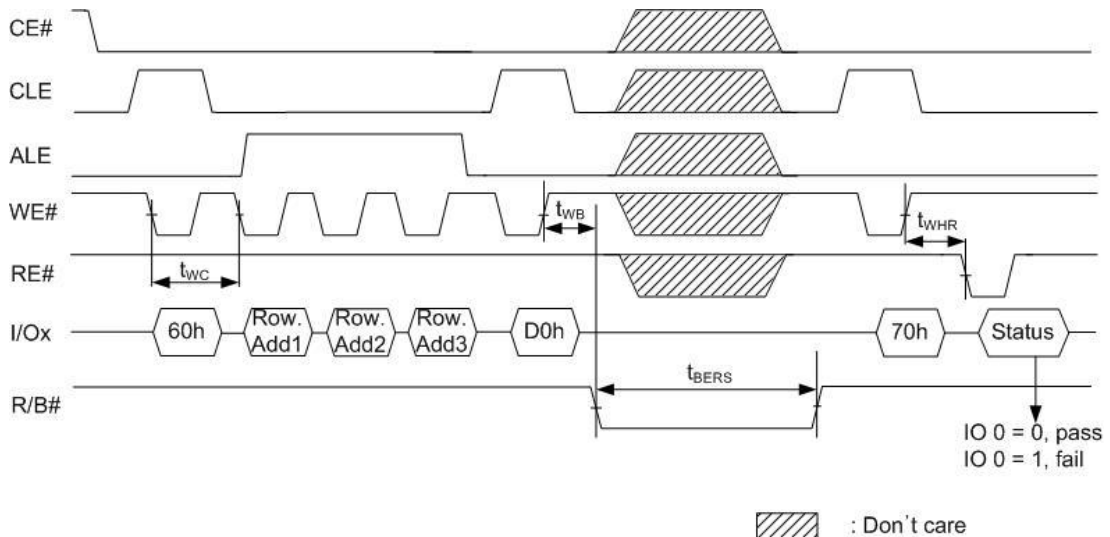 CE#
CLE
ALE
WE#
tWB
tWHR
tWC
RE#
I/Ox
60h
Row. Add1
Row. Add2
Row. Add3
D0h
70h
Status
tBERS
R/B#
IO 0 = 0, pass
IO 0 = 1, fail
: Don't care